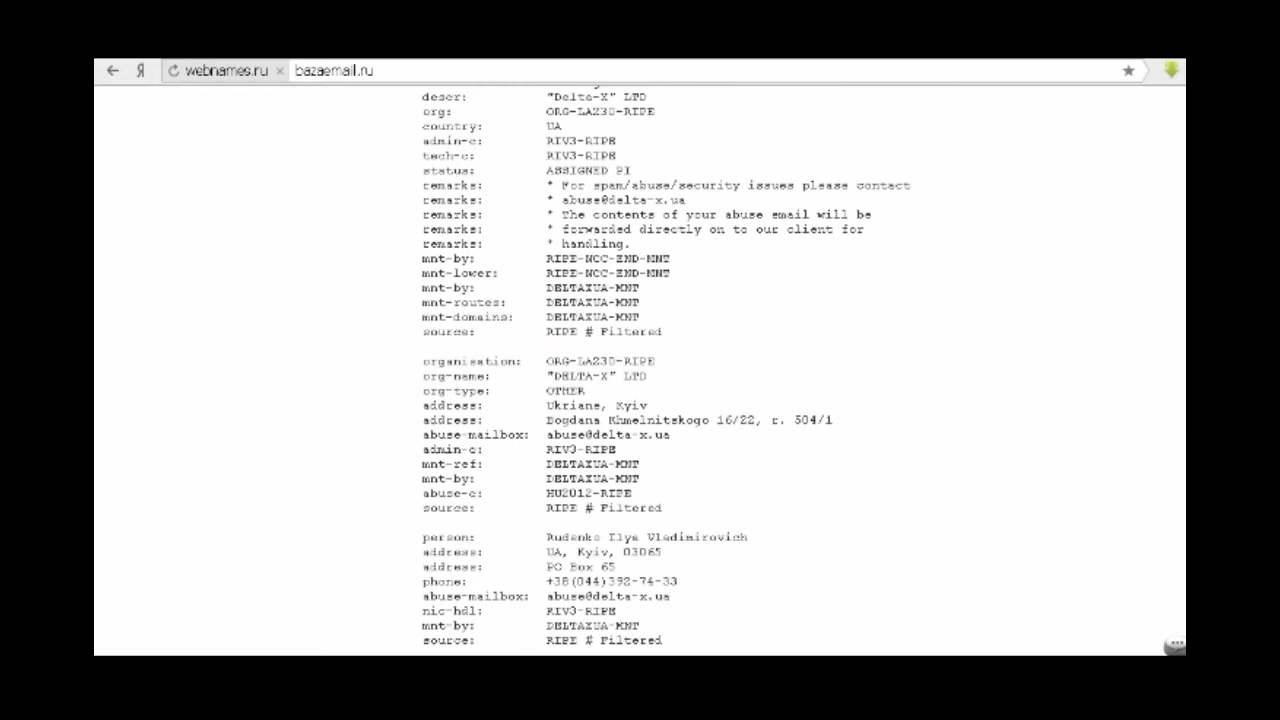 Я webnames.ru × bazaemail.ru
descr: "Delta-X" LTD
org: ORG-LA230-RIPE
country: UA
admin-c: RIV3-RIPE
tech-c: RIV3-RIPE
status: ASSIGNED PI
remarks: * For spam/abuse/security issues please contact
remarks: * abuse@delta-x.ua
remarks: * The contents of your abuse email will be
remarks: * forwarded directly on to our client for
remarks: * handling.
mnt-by: RIPE-NCC-END-MNT
mnt-lower: RIPE-NCC-END-MNT
mnt-by: DELTAXUA-MNT
mnt-routes: DELTAXUA-MNT
mnt-domains: DELTAXUA-MNT
source: RIPE # Filtered
organisation: ORG-LA230-RIPE
org-name: "DELTA-X" LTD
org-type: OTHER
address: Ukriane, Kyiv
address: Bogdana Khmelnitskogo 16/22, r. 504/1
abuse-mailbox: abuse@delta-x.ua
admin-c: RIV3-RIPE
mnt-ref: DELTAXUA-MNT
mnt-by: DELTAXUA-MNT
abuse-c: HU2012-RIPE
source: RIPE # Filtered
person: Rudenko Ilya Vladimirovich
address: UA, Kyiv, 03065
address: PO Box 65
phone: +38(044)392-74-33
abuse-mailbox: abuse@delta-x.ua
nic-hdl: RIV3-RIPE
mnt-by: DELTAXUA-MNT
source: RIPE # Filtered